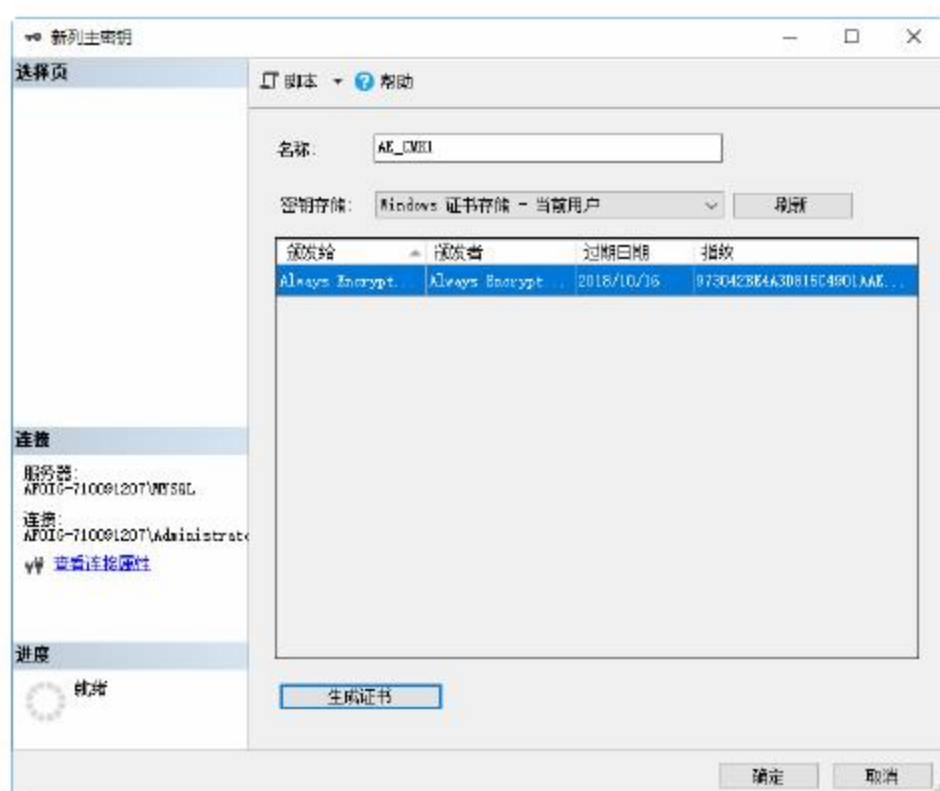 新列主密钥
选择页
脚本 帮助
名称: AE_CMK1
密钥存储: Windows 证书存储 - 当前用户 刷新
颁发给 颁发者 过期日期 指纹
Always Encrypt... Always Encrypt... 2018/10/16
连接
服务器:
连接:
查看连接属性
进度
就绪
生成证书
确定 取消